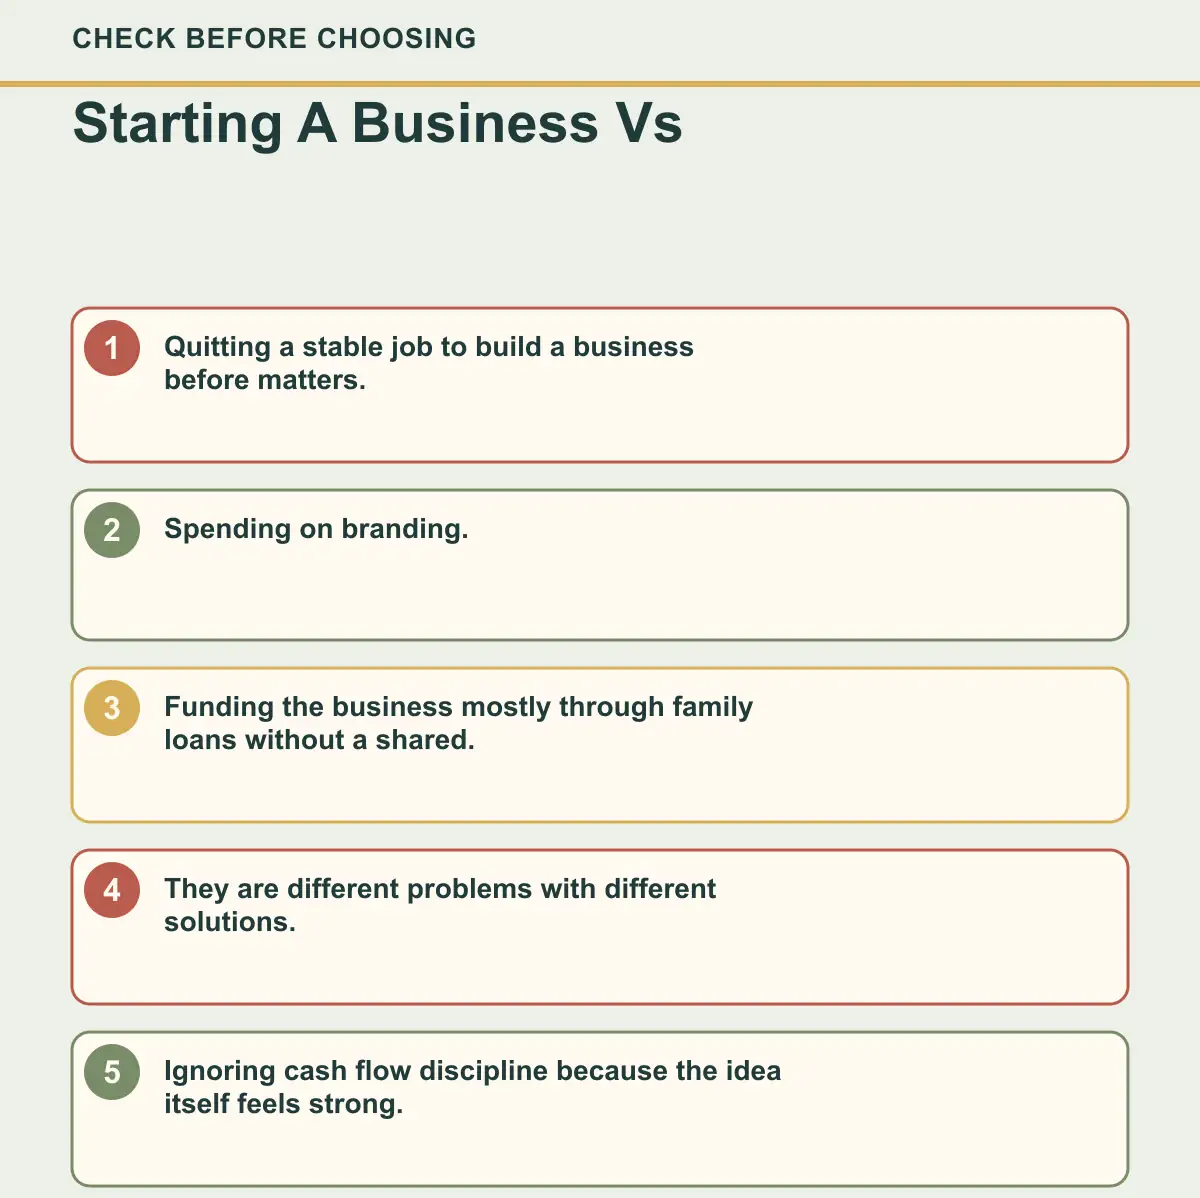 CHECK BEFORE CHOOSING
Starting A Business Vs
1
Quitting a stable job to build a business
before matters.
2
Spending on branding.
3
Funding the business mostly through family
loans without a shared.
4
They are different problems with different
solutions.
5
Ignoring cash flow discipline because the idea
itself feels strong.